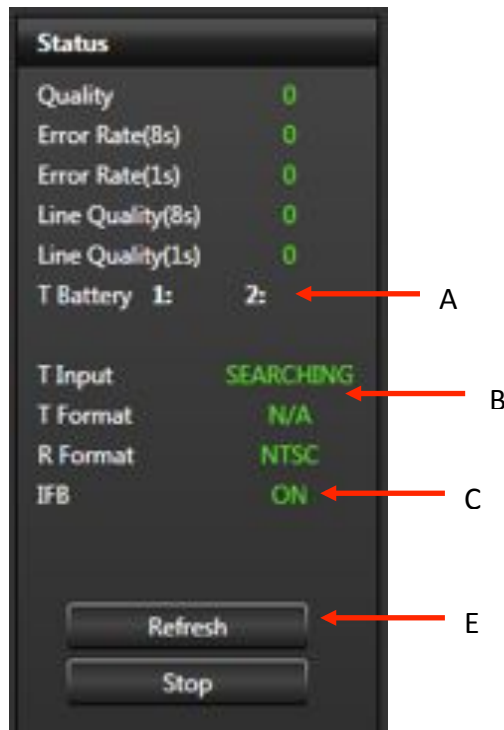 Status
Quality 0
Error Rate(8s) 0
Error Rate(1s) 0
Line Quality(8s) 0
Line Quality(1s) 0
T Battery 1: 2: A
T Input SEARCHING
B
T Format N/A
R Format NTSC
IFB ON C
Refresh E
Stop